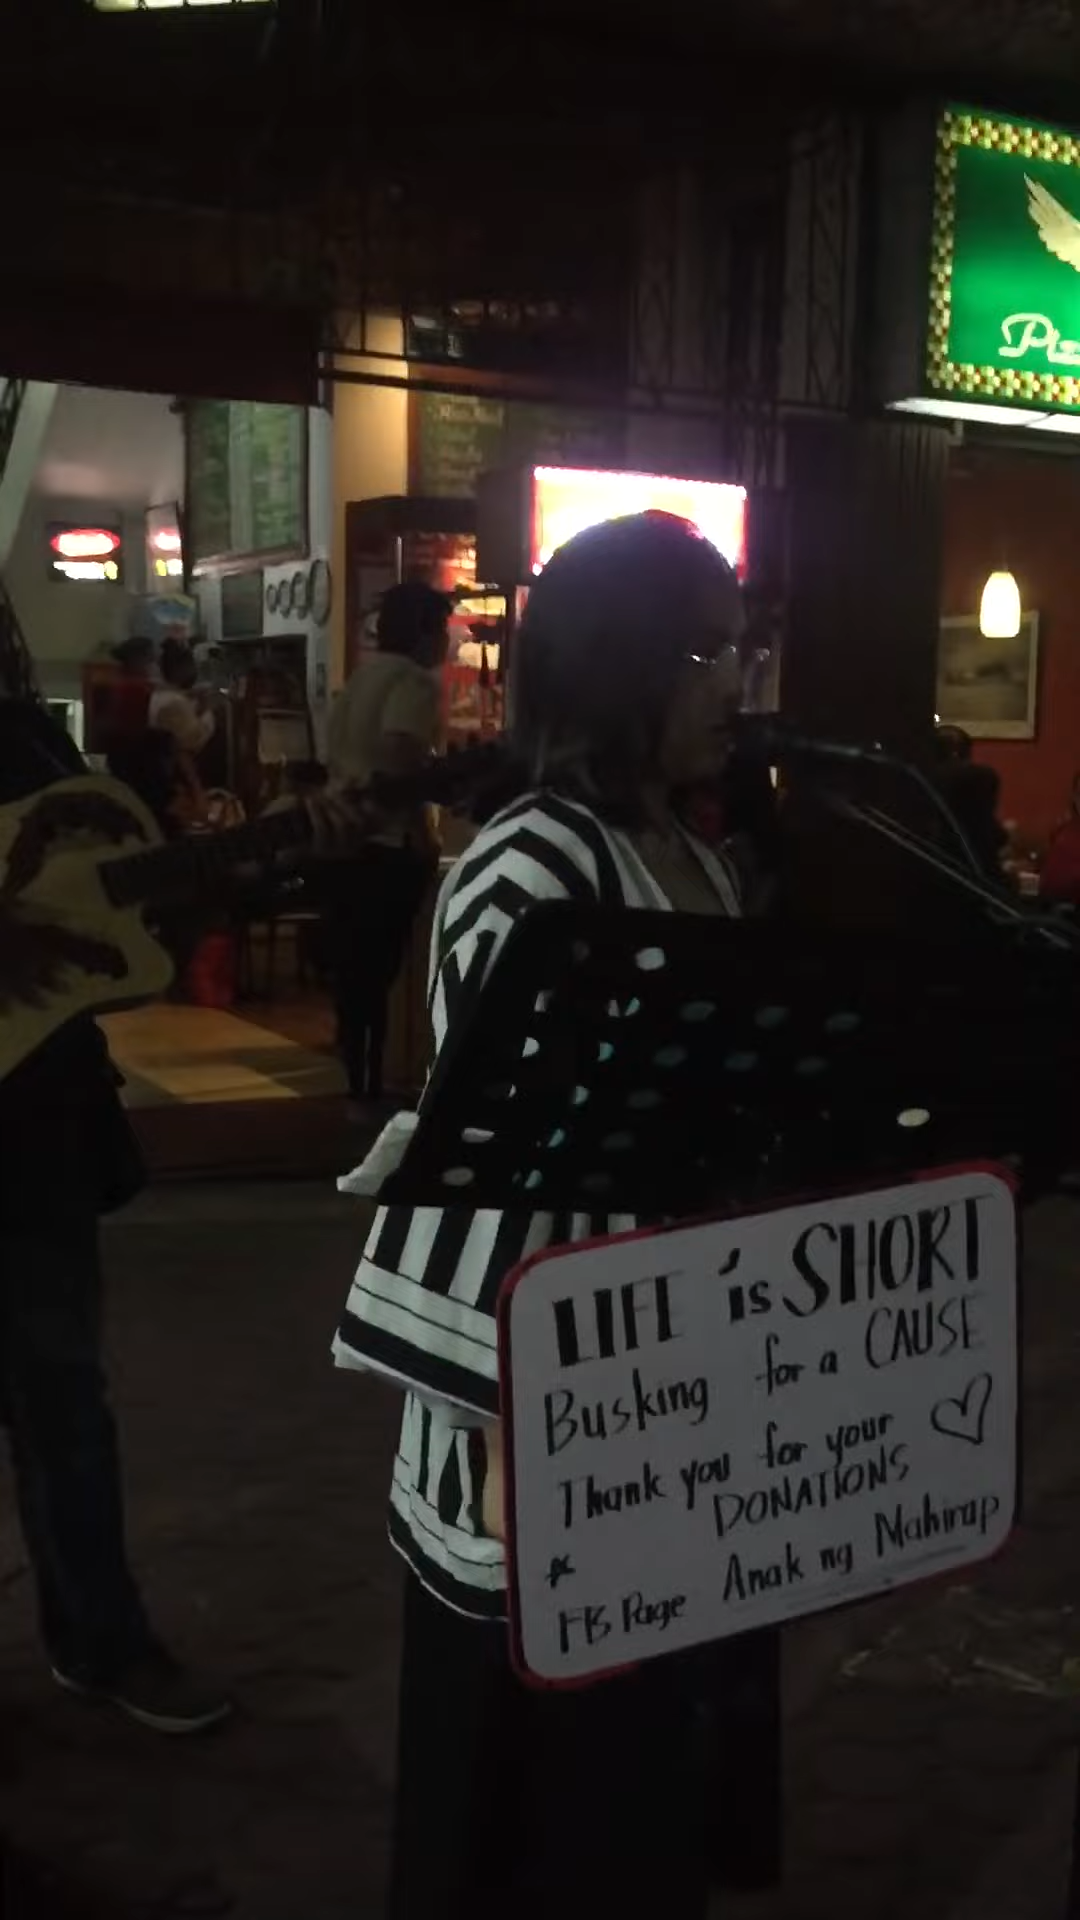 LIFE is SHORT
Busking for a CAUSE
Thank you for your
DONATIONS
FB Page Anak ng Mahirap